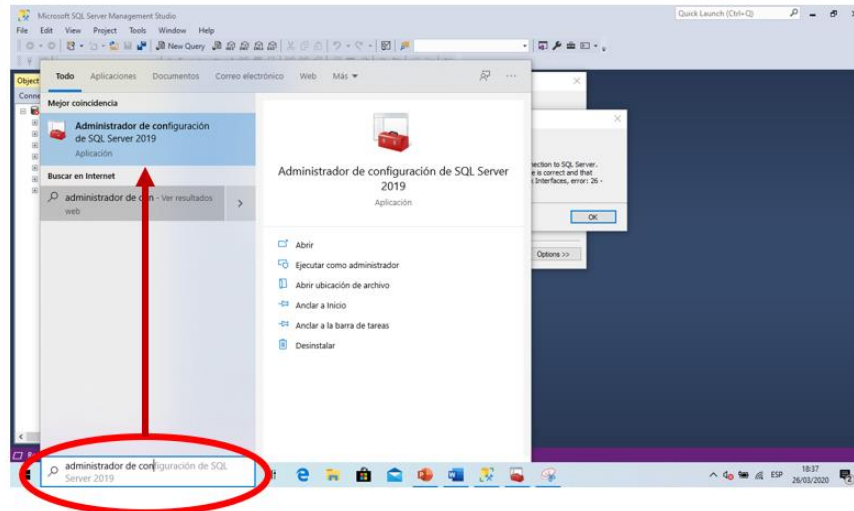 Microsoft SQL Server Management Studio
Quick Launch (Ctrl+Q)
File Edit View Project Tools Window Help
New Query
Object
Conne
Todo Aplicaciones Documentos Correo electrónico Web Más
Mejor coincidencia
Administrador de configuración
de SQL Server 2019
Aplicación
Buscar en Internet
administrador de con - Ver resultados
web
Administrador de configuración de SQL Server
2019
Aplicación
Abrir
Ejecutar como administrador
Abrir ubicación de archivo
Anclar a Inicio
Anclar a la barra de tareas
Desinstalar
nection to SQL Server.
e is correct and that
Interfaces, error: 26 -
OK
Options >>
administrador de configuración de SQL
Server 2019
ESP
18:37
26/03/2020
2